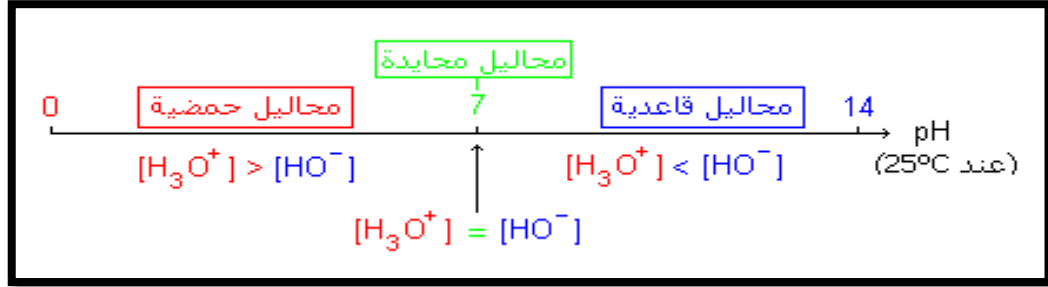 محاليل محايدة
0 محاليل حمضية 7 محاليل قاعدية 14
pH
[H₃O⁺] > [HO⁻] [H₃O⁺] < [HO⁻] (عند 25ºC)
[H₃O⁺] = [HO⁻]